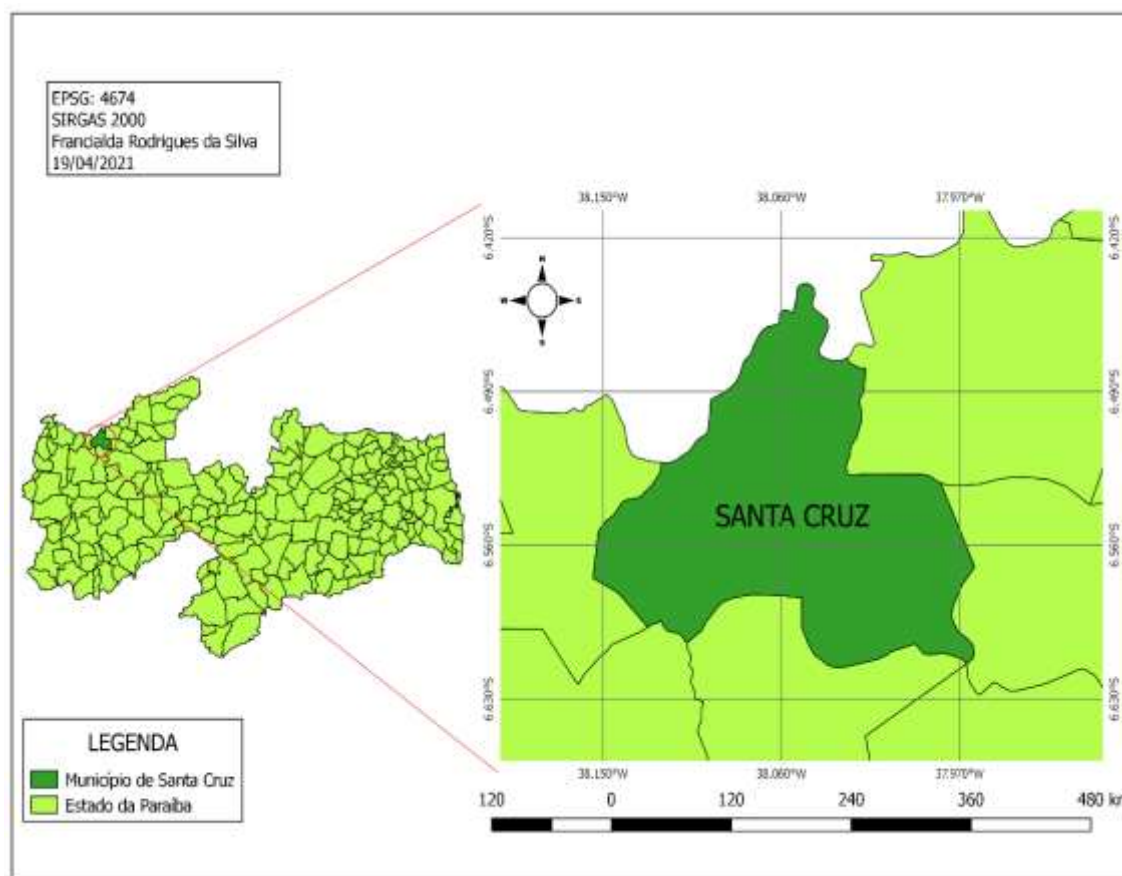 EPSG: 4674
SIRGAS 2000
Francialda Rodrigues da Silva
19/04/2021
38.150°W 38.060°W 37.970°W
6.420°S 6.420°S
N
W S
S
6.490°S 6.490°S
SANTA CRUZ
6.560°S 6.560°S
6.630°S 6.630°S
38.150°W 38.060°W 37.970°W
LEGENDA
Município de Santa Cruz
Estado da Paraíba
120 0 120 240 360 480 km